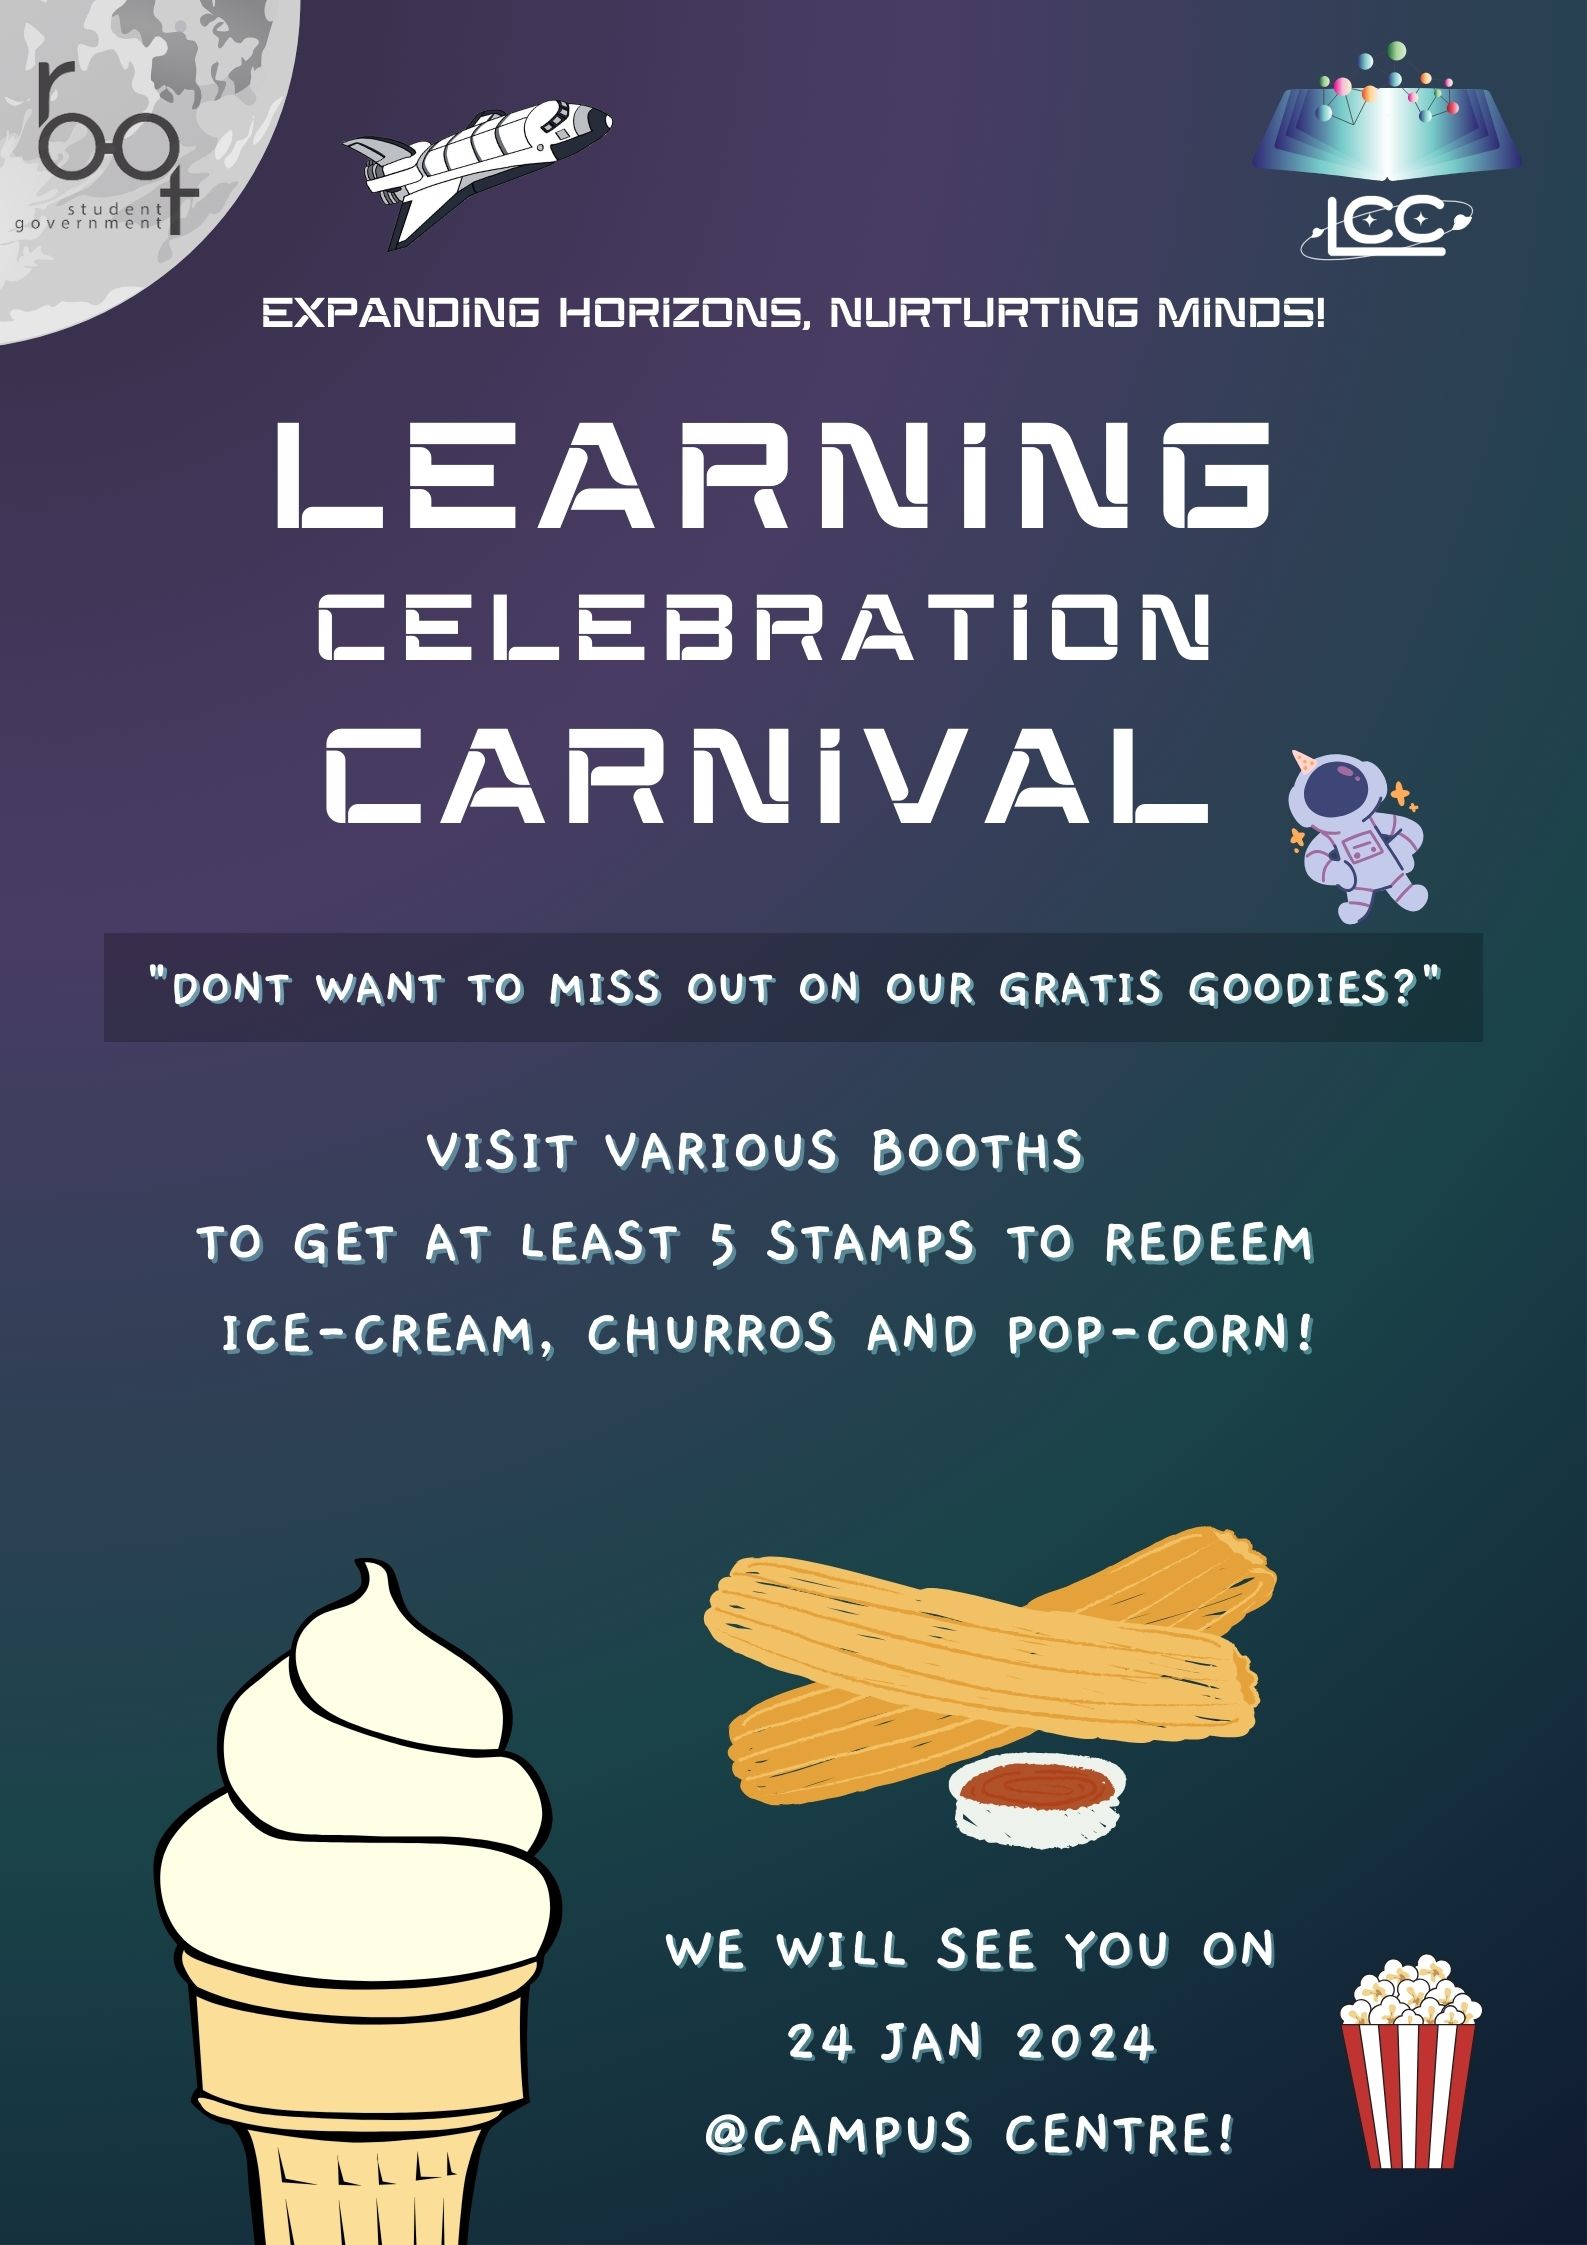 root
student
government
LCC
EXPANDING HORIZONS, NURTURTING MINDS!
LEARNING
CELEBRATION
CARNIVAL
"DONT WANT TO MISS OUT ON OUR GRATIS GOODIES?"
VISIT VARIOUS BOOTHS
TO GET AT LEAST 5 STAMPS TO REDEEM
ICE-CREAM, CHURROS AND POP-CORN!
WE WILL SEE YOU ON
24 JAN 2024
@CAMPUS CENTRE!